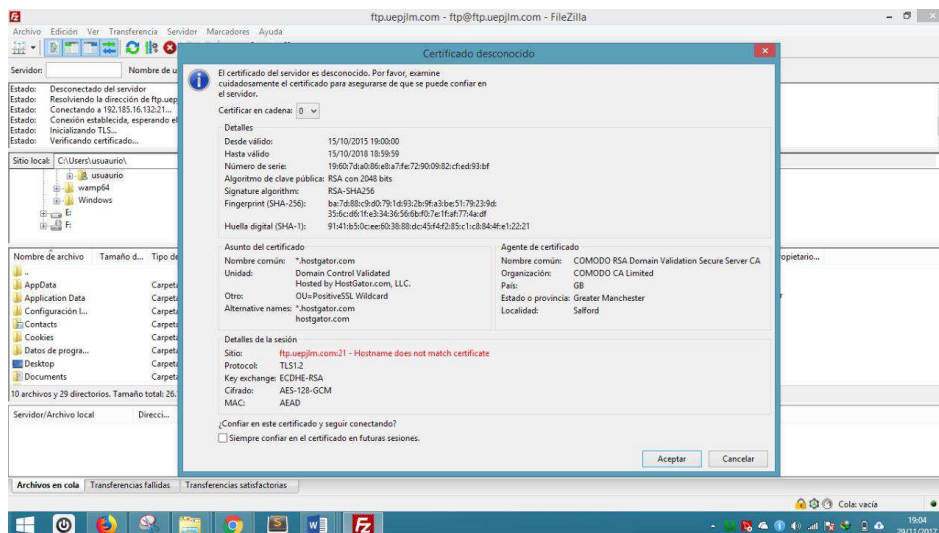 ftp.uepjlm.com - ftp@ftp.uepjlm.com - FileZilla
Archivo Edición Ver Transferencia Servidor Marcadores Ayuda
Servidor: Nombre de u
Estado: Desconectado del servidor
Estado: Resolviendo la dirección de ftp.uep
Estado: Conectando a 192.185.16.132:21...
Estado: Conexión establecida, esperando el
Estado: Inicializando TLS...
Estado: Verificando certificado...
Sitio local: C:\Users\usuaurio\
usuaurio
wamp64
Windows
E:
F:
Nombre de archivo Tamaño d... Tipo de
..
AppData Carpeta
Application Data Carpeta
Configuración l... Carpeta
Contacts Carpeta
Cookies Carpeta
Datos de progra... Carpeta
Desktop Carpeta
Documents Carpeta
10 archivos y 29 directorios. Tamaño total: 26.
Servidor/Archivo local Direcci...
Certificado desconocido
El certificado del servidor es desconocido. Por favor, examine
cuidadosamente el certificado para asegurarse de que se puede confiar en
el servidor.
Certificar en cadena: 0
Detalles
Desde válido: 15/10/2015 19:00:00
Hasta válido 15/10/2018 18:59:59
Número de serie: 19:60:7d:a0:86:e8:a7:fe:72:90:09:82:cf:ed:93:bf
Algoritmo de clave pública: RSA con 2048 bits
Signature algorithm: RSA-SHA256
Fingerprint (SHA-256): ba:7d:88:c9:d0:79:1d:93:2b:9f:a3:be:51:79:23:9d:
35:6c:d6:1f:e3:34:36:56:6b:f0:7e:1f:af:77:4a:df
Huella digital (SHA-1): 91:41:b5:0c:ee:60:38:88:dc:45:f4:f2:85:c1:c8:84:4f:e1:22:21
Asunto del certificado
Nombre común: *.hostgator.com
Unidad: Domain Control Validated
Hosted by HostGator.com, LLC.
Otro: OU=PositiveSSL Wildcard
Alternative names: *.hostgator.com
hostgator.com
Agente de certificado
Nombre común: COMODO RSA Domain Validation Secure Server CA
Organización: COMODO CA Limited
País: GB
Estado o provincia: Greater Manchester
Localidad: Salford
Detalles de la sesión
Sitio: ftp.uepjlm.com:21 - Hostname does not match certificate
Protocol: TLS1.2
Key exchange: ECDHE-RSA
Cifrado: AES-128-GCM
MAC: AEAD
¿Confiar en este certificado y seguir conectando?
Siempre confiar en el certificado en futuras sesiones.
Aceptar Cancelar
opietario...
Archivos en cola Transferencias fallidas Transferencias satisfactorias
Cola: vacía
19:04
29/11/2017